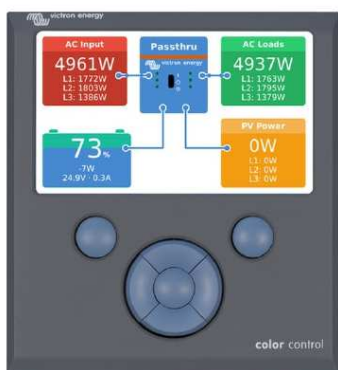 victron energy
AC Input
4961W
L1: 1772W
L2: 1803W
L3: 1386W
Passthru
victron energy
AC Loads
4937W
L1: 1763W
L2: 1795W
L3: 1379W
73%
-7W
24.9V · 0.3A
PV Power
0W
L1: 0W
L2: 0W
L3: 0W
color control